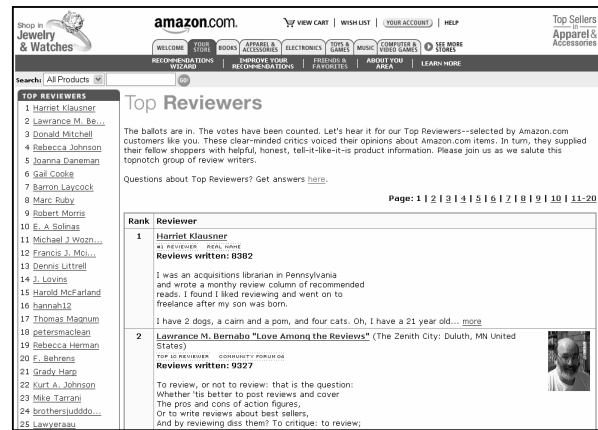 Shop in
Jewelry
& Watches
amazon.com.
VIEW CART | WISH LIST | YOUR ACCOUNT | HELP
Top Sellers
in
Apparel &
Accessories
WELCOME
YOUR STORE
BOOKS
APPAREL & ACCESSORIES
ELECTRONICS
TOYS & GAMES
MUSIC
COMPUTER & VIDEO GAMES
SEE MORE STORES
RECOMMENDATIONS WIZARD | IMPROVE YOUR RECOMMENDATIONS | FRIENDS & FAVORITES | ABOUT YOU AREA | LEARN MORE
Search: All Products GO!
TOP REVIEWERS
1 Harriet Klausner
2 Lawrance M. Be...
3 Donald Mitchell
4 Rebecca Johnson
5 Joanna Daneman
6 Gail Cooke
7 Barron Laycock
8 Marc Ruby
9 Robert Morris
10 E. A Solinas
11 Michael J Wozn...
12 Francis J. Mci...
13 Dennis Littrell
14 J. Lovins
15 Harold McFarland
16 hannah12
17 Thomas Magnum
18 petersmaclean
19 Rebecca Herman
20 F. Behrens
21 Grady Harp
22 Kurt A. Johnson
23 Mike Tarrani
24 brothersjudddo...
25 Lawyeraau
Top Reviewers
The ballots are in. The votes have been counted. Let's hear it for our Top Reviewers--selected by Amazon.com
customers like you. These clear-minded critics voiced their opinions about Amazon.com items. In turn, they supplied
their fellow shoppers with helpful, honest, tell-it-like-it-is product information. Please join us as we salute this
topnotch group of review writers.
Questions about Top Reviewers? Get answers here.
Page: 1 | 2 | 3 | 4 | 5 | 6 | 7 | 8 | 9 | 10 | 11-20
Rank Reviewer
1 Harriet Klausner
#1 REVIEWER REAL NAME
Reviews written: 8382
I was an acquisitions librarian in Pennsylvania
and wrote a monthy review column of recommended
reads. I found I liked reviewing and went on to
freelance after my son was born.
I have 2 dogs, a cairn and a pom, and four cats. Oh, I have a 21 year old... more
2 Lawrance M. Bernabo "Love Among the Reviews" (The Zenith City: Duluth, MN United
States)
TOP 10 REVIEWER COMMUNITY FORUM 04
Reviews written: 9327
To review, or not to review: that is the question:
Whether 'tis better to post reviews and cover
The pros and cons of action figures,
Or to write reviews about best sellers,
And by reviewing diss them? To critique: to review;